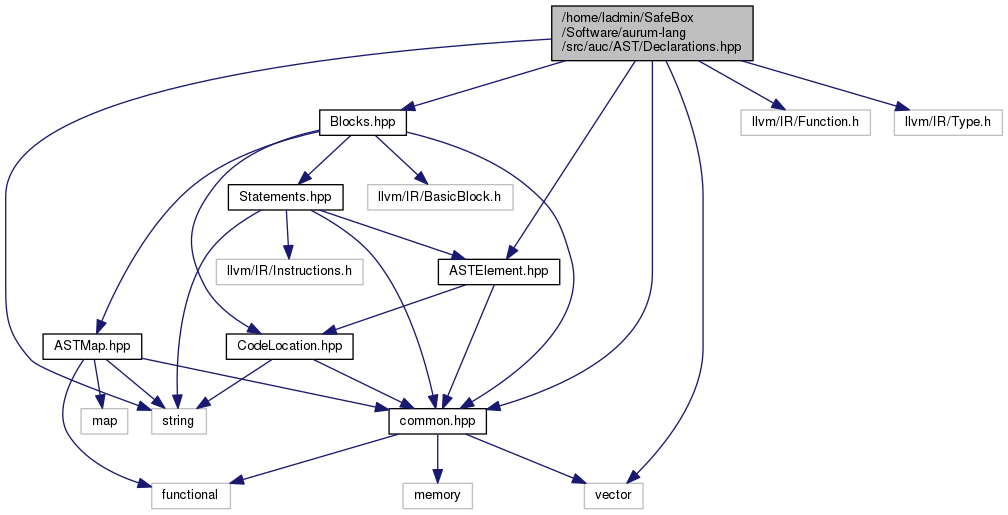 /home/ladmin/SafeBox
/Software/aurum-lang
/src/auc/AST/Declarations.hpp
Blocks.hpp
llvm/IR/Function.h
llvm/IR/Type.h
Statements.hpp
llvm/IR/BasicBlock.h
llvm/IR/Instructions.h
ASTElement.hpp
ASTMap.hpp
CodeLocation.hpp
map
string
common.hpp
functional
memory
vector